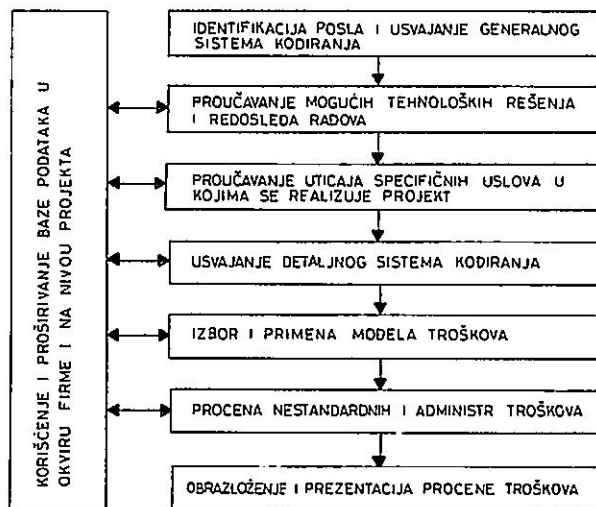 KORIŠĆENJE I PROŠIRIVANJE BAZE PODATAKA U
OKVIRU FIRME I NA NIVOU PROJEKTA
IDENTIFIKACIJA POSLA I USVAJANJE GENERALNOG
SISTEMA KODIRANJA
PROUČAVANJE MOGUĆIH TEHNOLOŠKIH REŠENJA
I REDOSLEDA RADOVA
PROUČAVANJE UTICAJA SPECIFIČNIH USLOVA U
KOJIMA SE REALIZUJE PROJEKT
USVAJANJE DETALJNOG SISTEMA KODIRANJA
IZBOR I PRIMENA MODELA TROŠKOVA
PROCENA NESTANDARDNIH I ADMINISTR TROŠKOVA
OBRAZLOŽENJE I PREZENTACIJA PROCENE TROŠKOVA